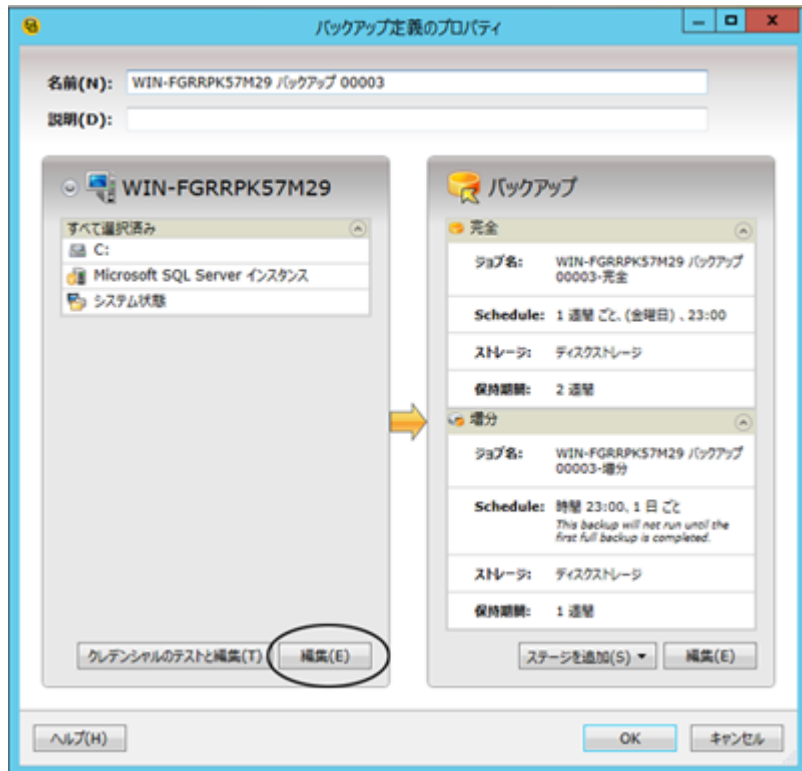 バックアップ定義のプロパティ
名前(N): WIN-FGRRPK57M29 バックアップ 00003
説明(D):
WIN-FGRRPK57M29
すべて選択済み
C:
Microsoft SQL Server インスタンス
システム状態
クレデンシャルのテストと編集(T)
編集(E)
バックアップ
完全
ジョブ名: WIN-FGRRPK57M29 バックアップ
00003-完全
Schedule: 1 週間 ごと、(金曜日) 、23:00
ストレージ: ディスクストレージ
保持期間: 2 週間
増分
ジョブ名: WIN-FGRRPK57M29 バックアップ
00003-増分
Schedule: 時間 23:00、1 日 ごと
This backup will not run until the
first full backup is completed.
ストレージ: ディスクストレージ
保持期間: 1 週間
ステージを追加(S)
編集(E)
ヘルプ(H)
OK
キャンセル